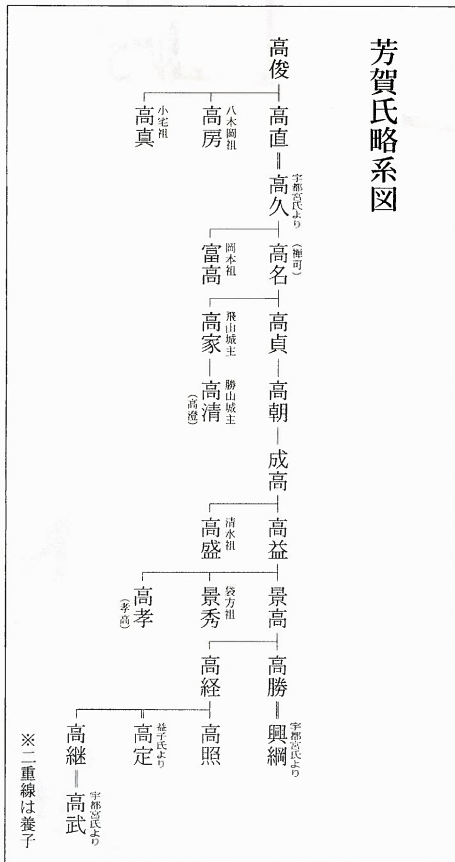 芳賀氏略系図
高俊
高直
八木岡祖
高房
小宅祖
高真
宇都宮氏より
高久
高名
(禅可)
岡本祖
富高
高貞
飛山城主
高家
高朝
勝山城主
高清
(高澄)
成高
高益
清水祖
高盛
景高
袋方祖
景秀
高孝
(孝高)
高勝
高経
宇都宮氏より
興綱
高照
益子氏より
高定
高継
宇都宮氏より
高武
※二重線は養子